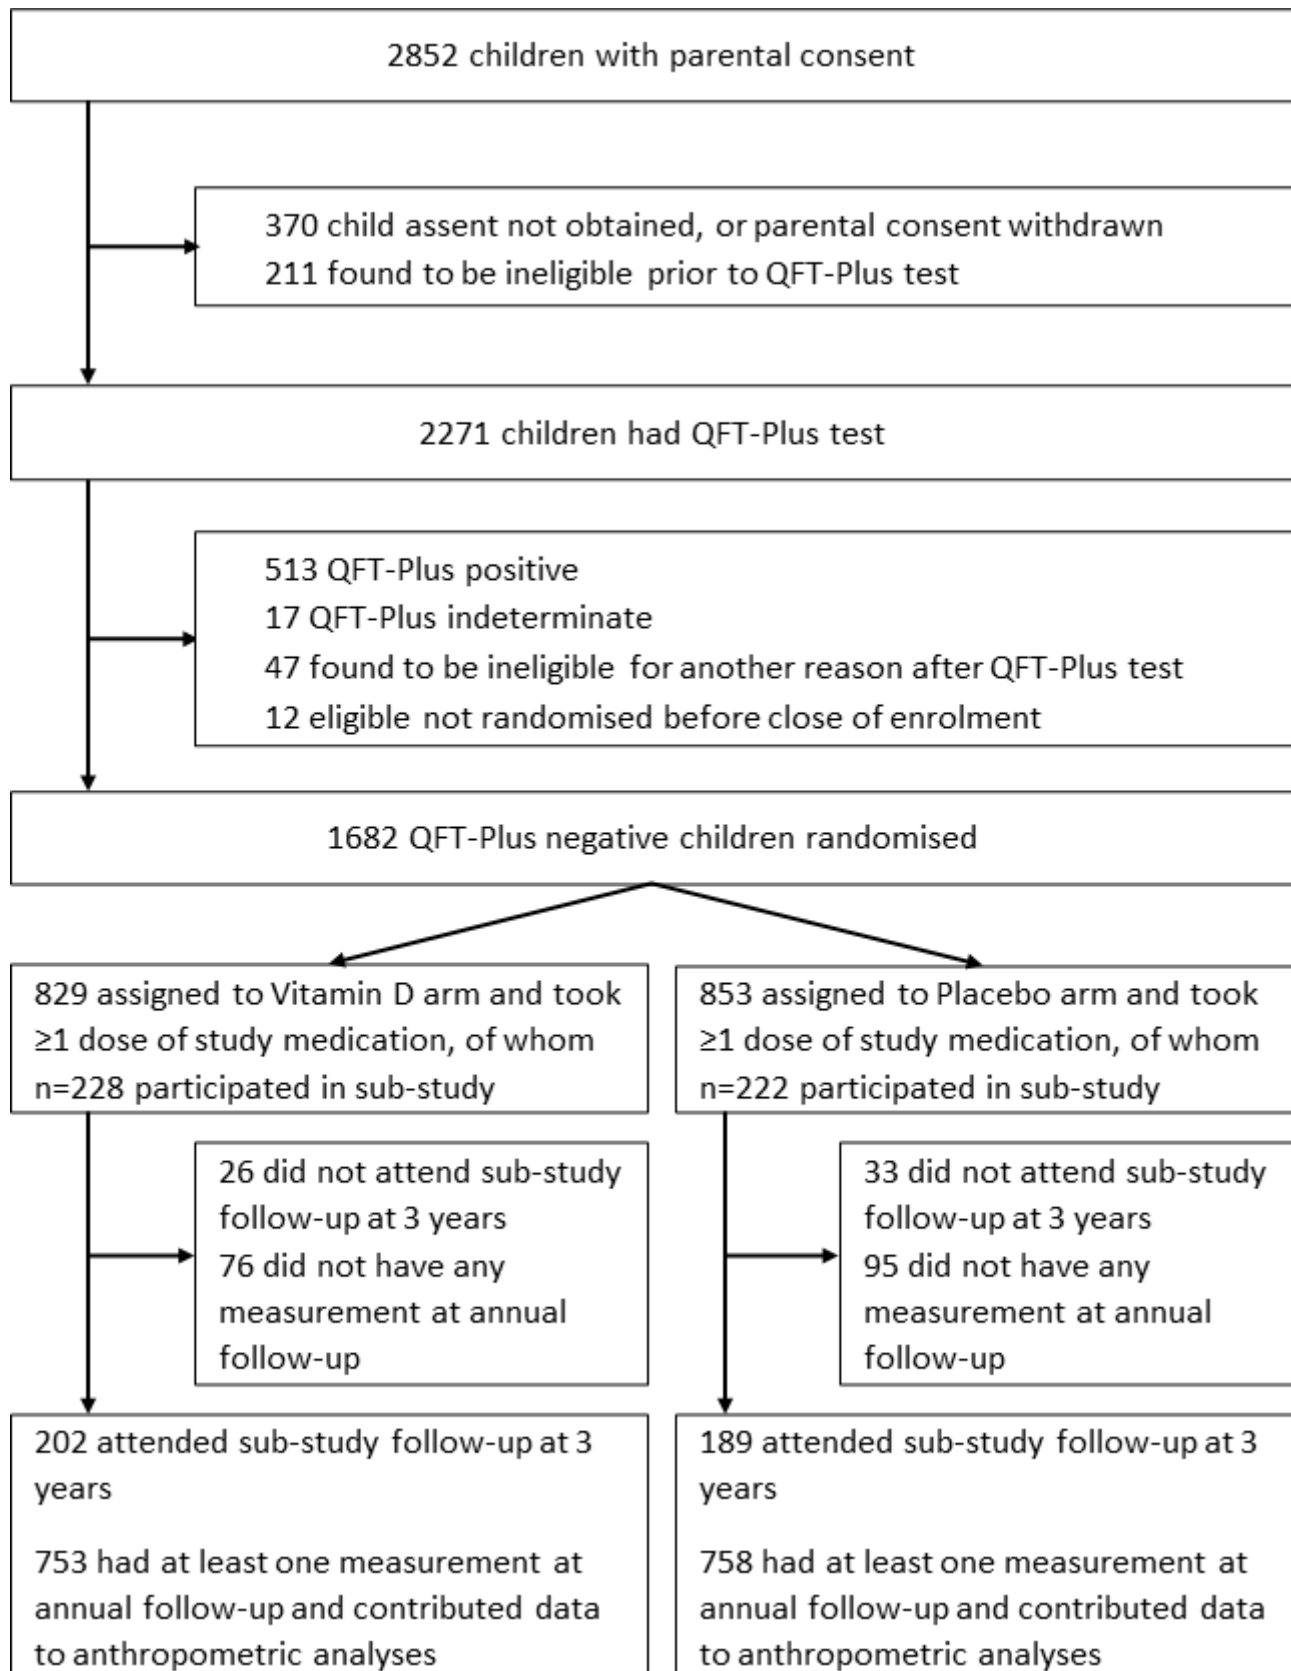 2852 children with parental consent
370 child assent not obtained, or parental consent withdrawn
211 found to be ineligible prior to QFT-Plus test
2271 children had QFT-Plus test
513 QFT-Plus positive
17 QFT-Plus indeterminate
47 found to be ineligible for another reason after QFT-Plus test
12 eligible not randomised before close of enrolment
1682 QFT-Plus negative children randomised
829 assigned to Vitamin D arm and took
≥1 dose of study medication, of whom
n=228 participated in sub-study
853 assigned to Placebo arm and took
≥1 dose of study medication, of whom
n=222 participated in sub-study
26 did not attend sub-study
follow-up at 3 years
76 did not have any
measurement at annual
follow-up
33 did not attend sub-study
follow-up at 3 years
95 did not have any
measurement at annual
follow-up
202 attended sub-study follow-up at 3
years
753 had at least one measurement at
annual follow-up and contributed data
to anthropometric analyses
189 attended sub-study follow-up at 3
years
758 had at least one measurement at
annual follow-up and contributed data
to anthropometric analyses